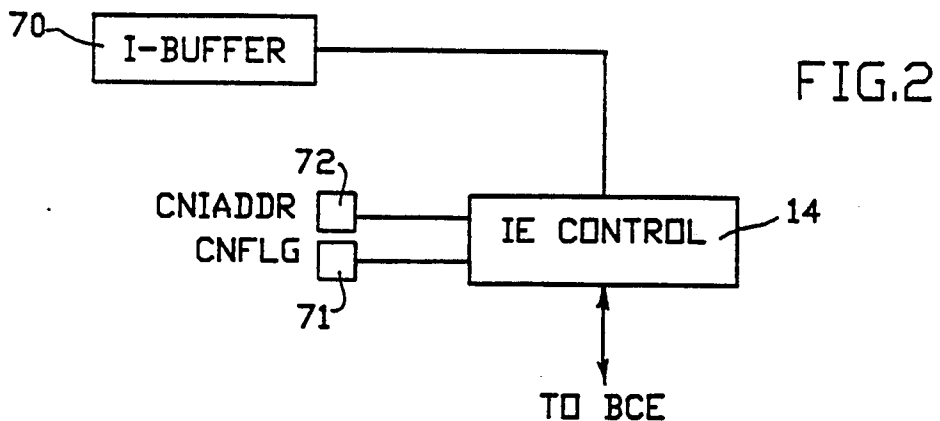 70
I-BUFFER
FIG.2
72
CNIADDR
IE CONTROL
14
CNFLG
71
TO BCE